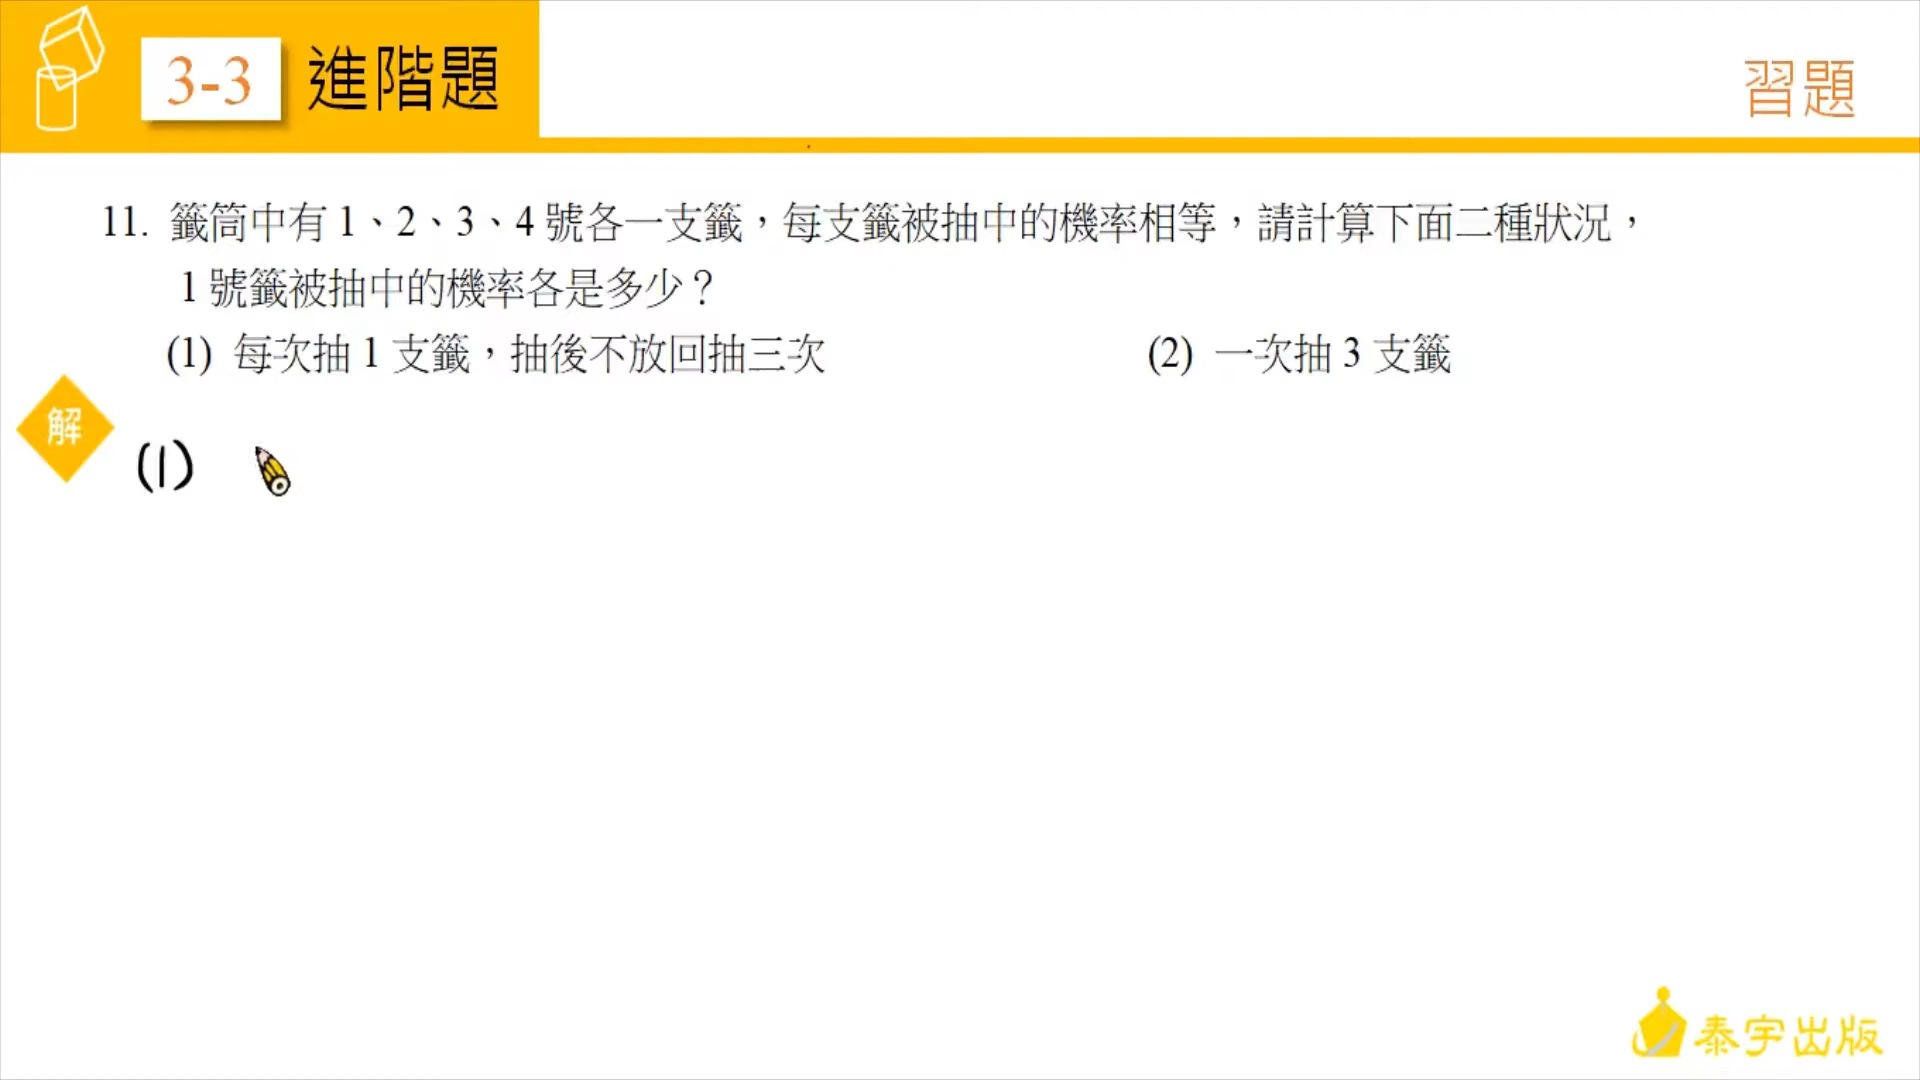 3-3 進階題
習題
11. 籤筒中有 1、2、3、4 號各一支籤，每支籤被抽中的機率相等，請計算下面二種狀況，
1 號籤被抽中的機率各是多少？
(1) 每次抽 1 支籤，抽後不放回抽三次 (2) 一次抽 3 支籤
解
(1)
泰宇出版